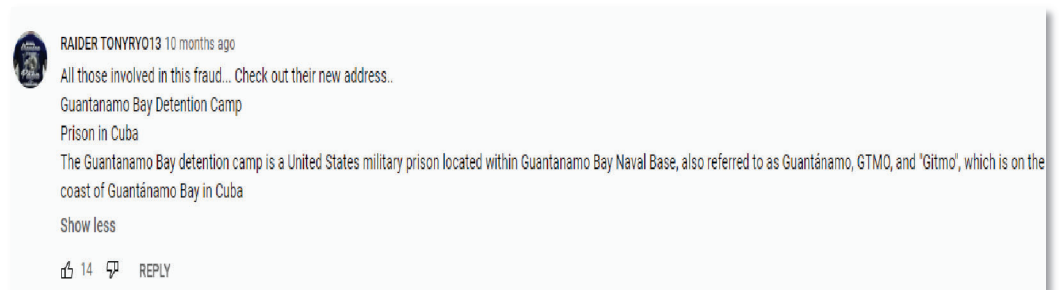 RAIDER TONYRYO13 10 months ago
All those involved in this fraud... Check out their new address..
Guantanamo Bay Detention Camp
Prison in Cuba
The Guantanamo Bay detention camp is a United States military prison located within Guantanamo Bay Naval Base, also referred to as Guantánamo, GTMO, and "Gitmo", which is on the
coast of Guantánamo Bay in Cuba
Show less
14 REPLY